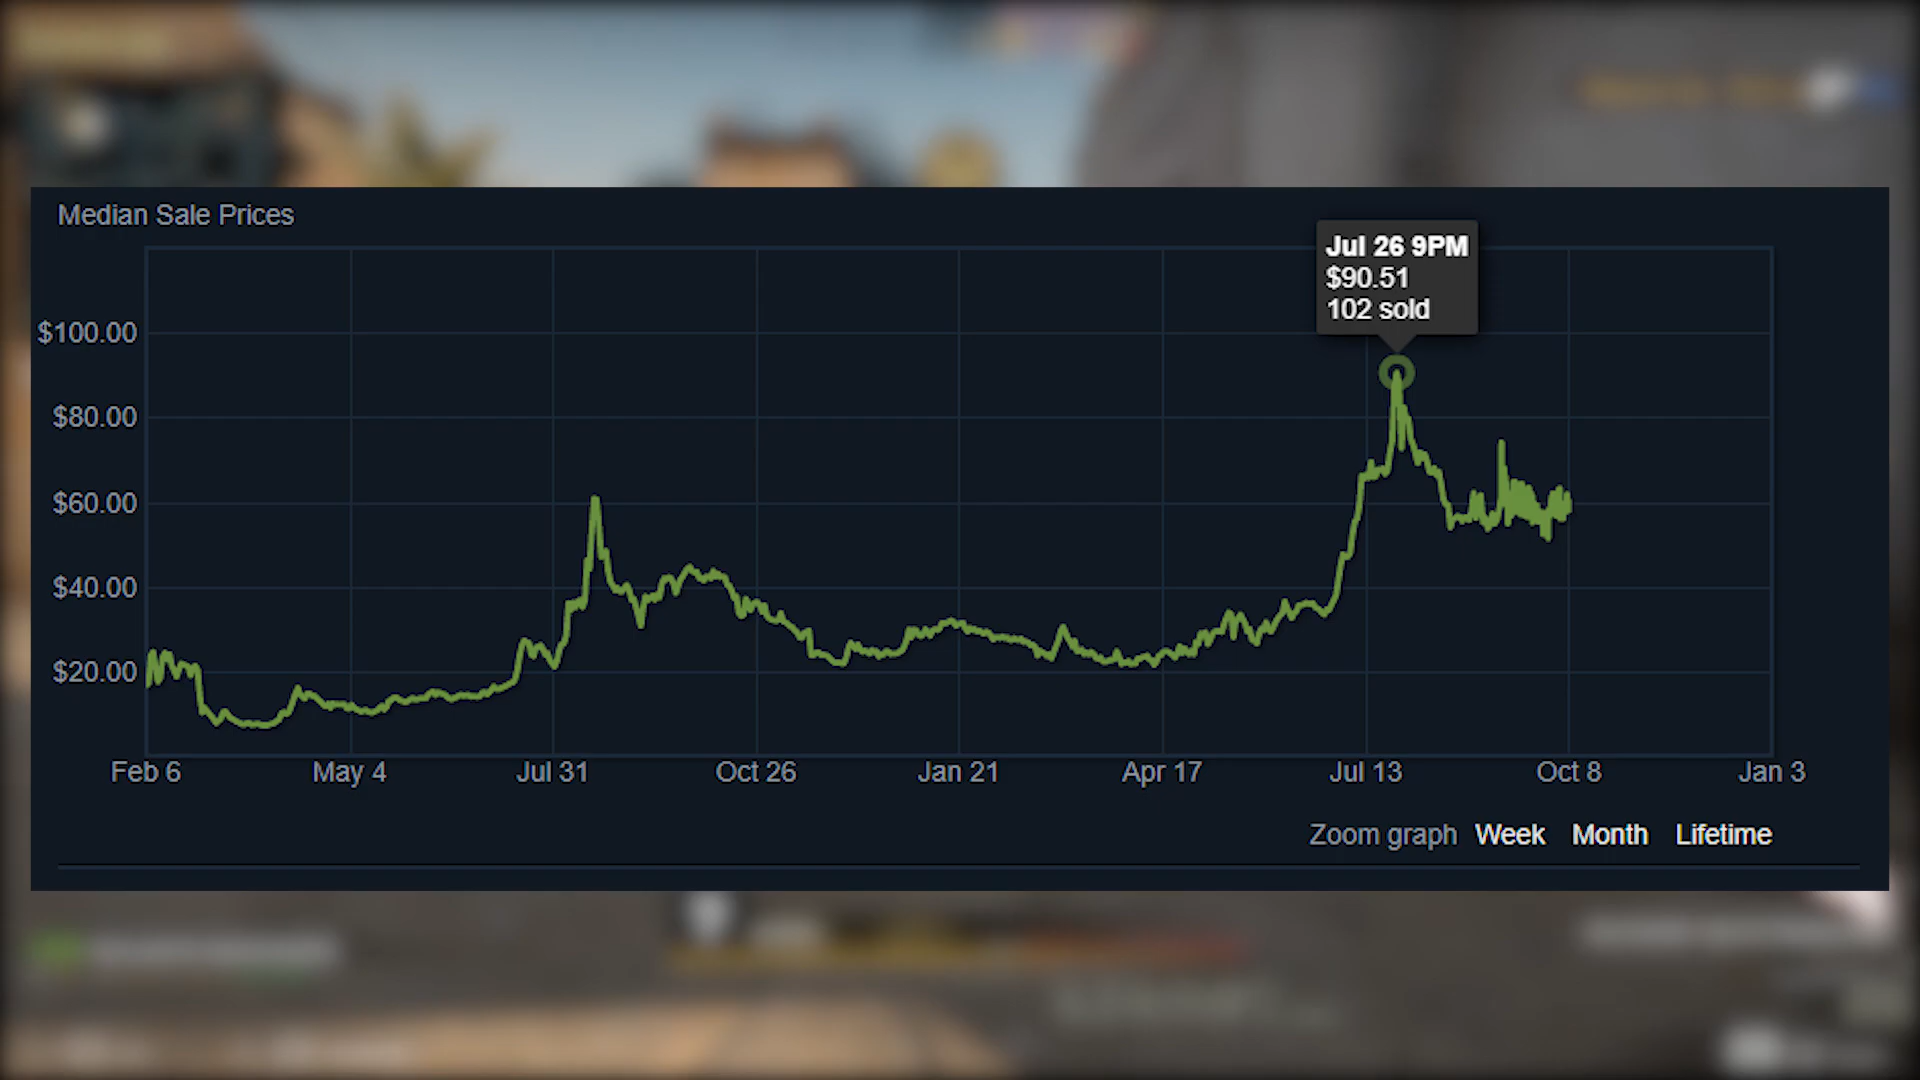 Median Sale Prices
Jul 26 9PM
$90.51
102 sold
$100.00
$80.00
$60.00
$40.00
$20.00
Feb 6 May 4 Jul 31 Oct 26 Jan 21 Apr 17 Jul 13 Oct 8 Jan 3
Zoom graph Week Month Lifetime